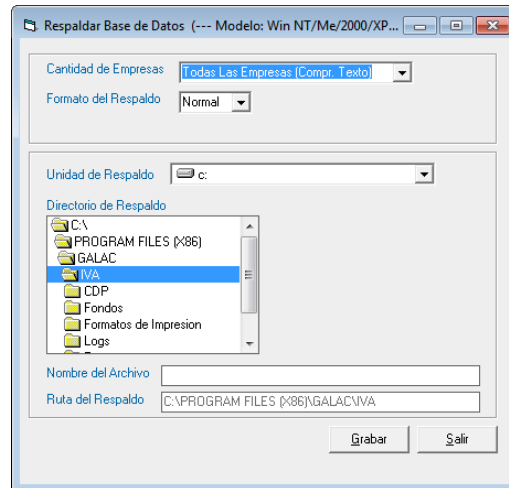 Respaldar Base de Datos (--- Modelo: Win NT/Me/2000/XP...
Cantidad de Empresas Todas Las Empresas (Compr. Texto)
Formato del Respaldo Normal
Unidad de Respaldo c:
Directorio de Respaldo
C:\
PROGRAM FILES (X86)
GALAC
IVA
CDP
Fondos
Formatos de Impresion
Logs
Nombre del Archivo
Ruta del Respaldo C:\PROGRAM FILES (X86)\GALAC\IVA
Grabar Salir